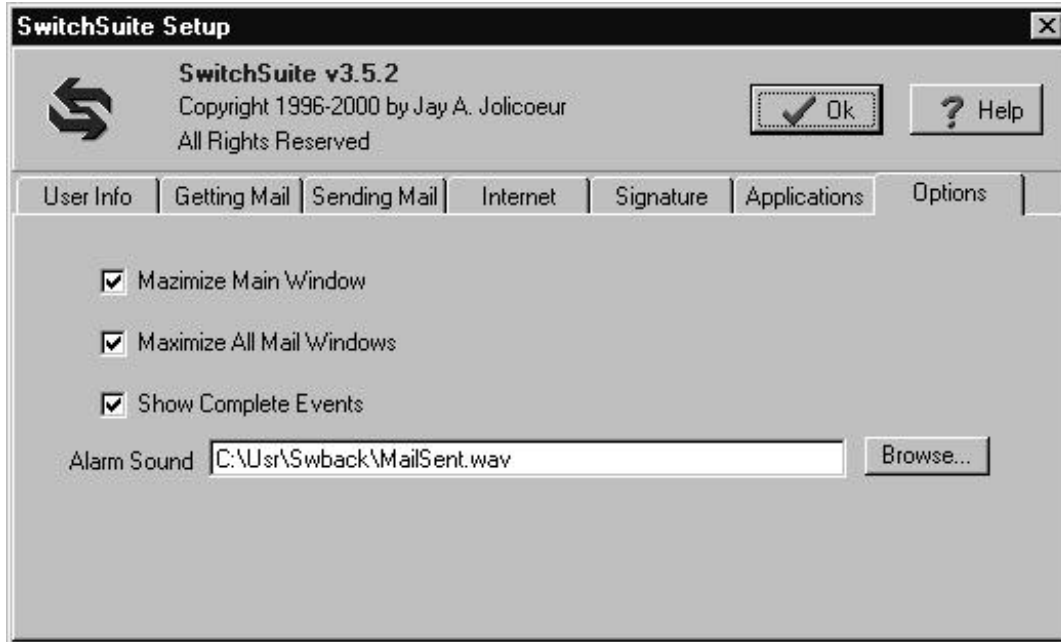 SwitchSuite Setup
SwitchSuite v3.5.2
Copyright 1996-2000 by Jay A. Jolicoeur
All Rights Reserved
Ok
? Help
User Info Getting Mail Sending Mail Internet Signature Applications Options
Mazimize Main Window
Maximize All Mail Windows
Show Complete Events
Alarm Sound C:\Usr\Swback\MailSent.wav Browse...